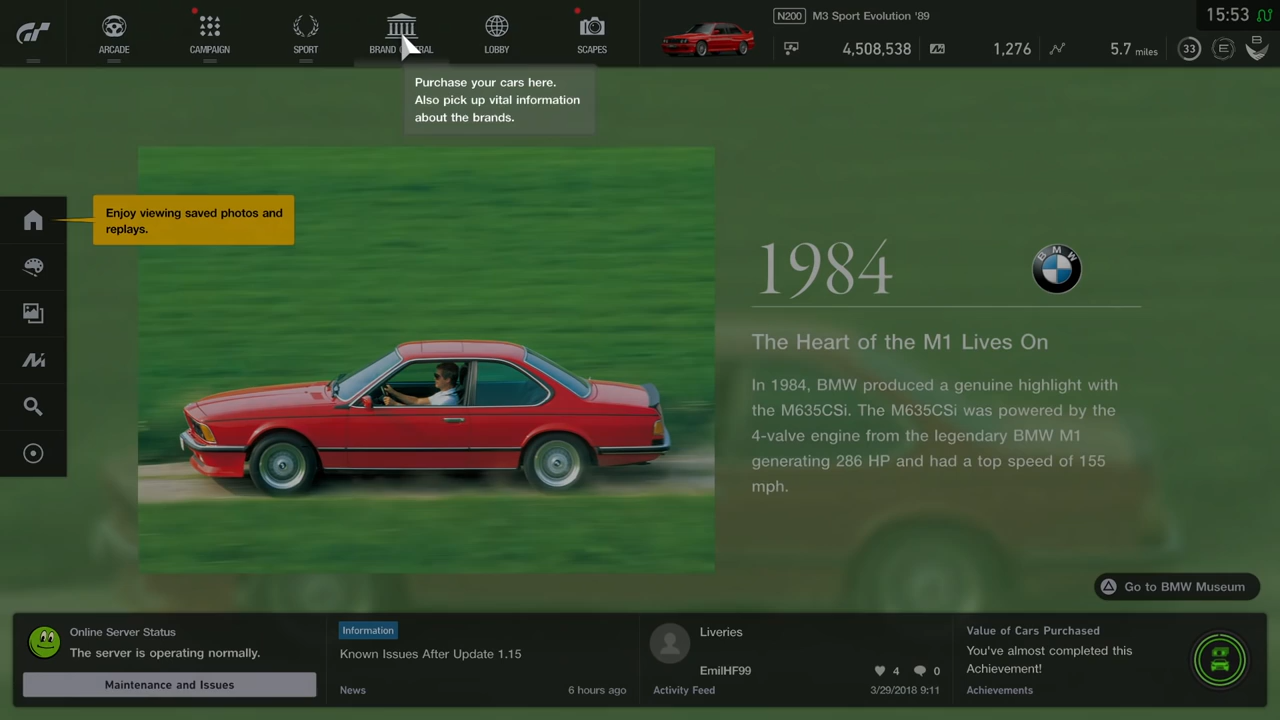 GT
ARCADE
CAMPAIGN
SPORT
BRAND CENTRAL
LOBBY
SCAPES
N200 M3 Sport Evolution '89
15:53
4,508,538
1,276
5.7 miles
33
E
B
Purchase your cars here.
Also pick up vital information
about the brands.
Enjoy viewing saved photos and
replays.
1984
BMW
The Heart of the M1 Lives On
In 1984, BMW produced a genuine highlight with
the M635CSi. The M635CSi was powered by the
4-valve engine from the legendary BMW M1
generating 286 HP and had a top speed of 155
mph.
Go to BMW Museum
Online Server Status
The server is operating normally.
Maintenance and Issues
Information
Known Issues After Update 1.15
News
6 hours ago
Liveries
EmilHF99
4
0
Activity Feed
3/29/2018 9:11
Value of Cars Purchased
You've almost completed this
Achievement!
Achievements